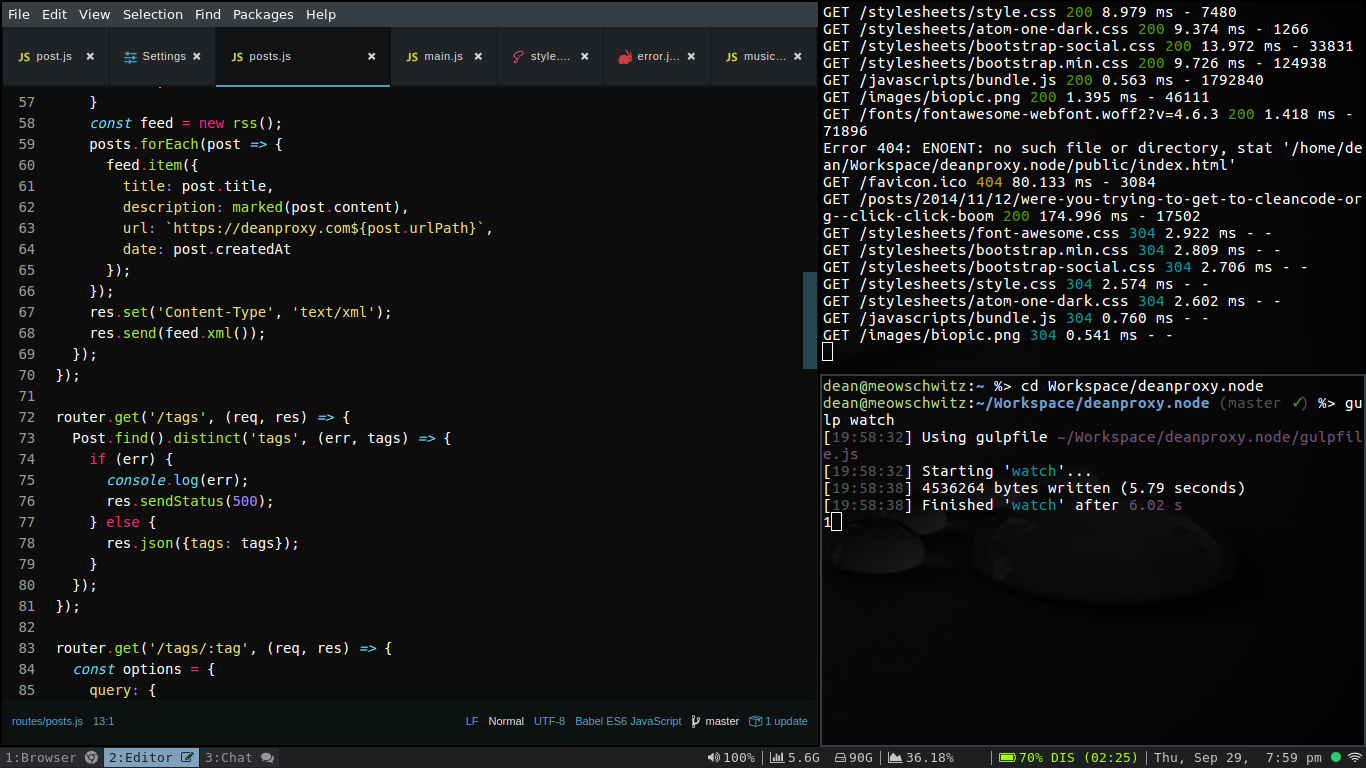 File Edit View Selection Find Packages Help
JS post.js × Settings × JS posts.js × JS main.js × style.... × error.j... × JS music... ×
57 }
58 const feed = new rss();
59 posts.forEach(post => {
60 feed.item({
61 title: post.title,
62 description: marked(post.content),
63 url: `https://deanproxy.com${post.urlPath}`,
64 date: post.createdAt
65 });
66 });
67 res.set('Content-Type', 'text/xml');
68 res.send(feed.xml());
69 });
70 });
71
72 router.get('/tags', (req, res) => {
73 Post.find().distinct('tags', (err, tags) => {
74 if (err) {
75 console.log(err);
76 res.sendStatus(500);
77 } else {
78 res.json({tags: tags});
79 }
80 });
81 });
82
83 router.get('/tags/:tag', (req, res) => {
84 const options = {
85 query: {
routes/posts.js 13:1 LF Normal UTF-8 Babel ES6 JavaScript master 1 update
GET /stylesheets/style.css 200 8.979 ms - 7480
GET /stylesheets/atom-one-dark.css 200 9.374 ms - 1266
GET /stylesheets/bootstrap-social.css 200 13.972 ms - 33831
GET /stylesheets/bootstrap.min.css 200 9.726 ms - 124938
GET /javascripts/bundle.js 200 0.563 ms - 1792840
GET /images/biopic.png 200 1.395 ms - 46111
GET /fonts/fontawesome-webfont.woff2?v=4.6.3 200 1.418 ms -
71896
Error 404: ENOENT: no such file or directory, stat '/home/de
an/Workspace/deanproxy.node/public/index.html'
GET /favicon.ico 404 80.133 ms - 3084
GET /posts/2014/11/12/were-you-trying-to-get-to-cleancode-or
g--click-click-boom 200 174.996 ms - 17502
GET /stylesheets/font-awesome.css 304 2.922 ms - -
GET /stylesheets/bootstrap.min.css 304 2.809 ms - -
GET /stylesheets/bootstrap-social.css 304 2.706 ms - -
GET /stylesheets/style.css 304 2.574 ms - -
GET /stylesheets/atom-one-dark.css 304 2.602 ms - -
GET /javascripts/bundle.js 304 0.760 ms - -
GET /images/biopic.png 304 0.541 ms - -
dean@meowschwitz:~ %> cd Workspace/deanproxy.node
dean@meowschwitz:~/Workspace/deanproxy.node (master ✓) %> gu
lp watch
[19:58:32] Using gulpfile ~/Workspace/deanproxy.node/gulpfil
e.js
[19:58:32] Starting 'watch'...
[19:58:38] 4536264 bytes written (5.79 seconds)
[19:58:38] Finished 'watch' after 6.02 s
1
1:Browser 2:Editor 3:Chat 100% 5.6G 90G 36.18% 70% DIS (02:25) Thu, Sep 29, 7:59 pm